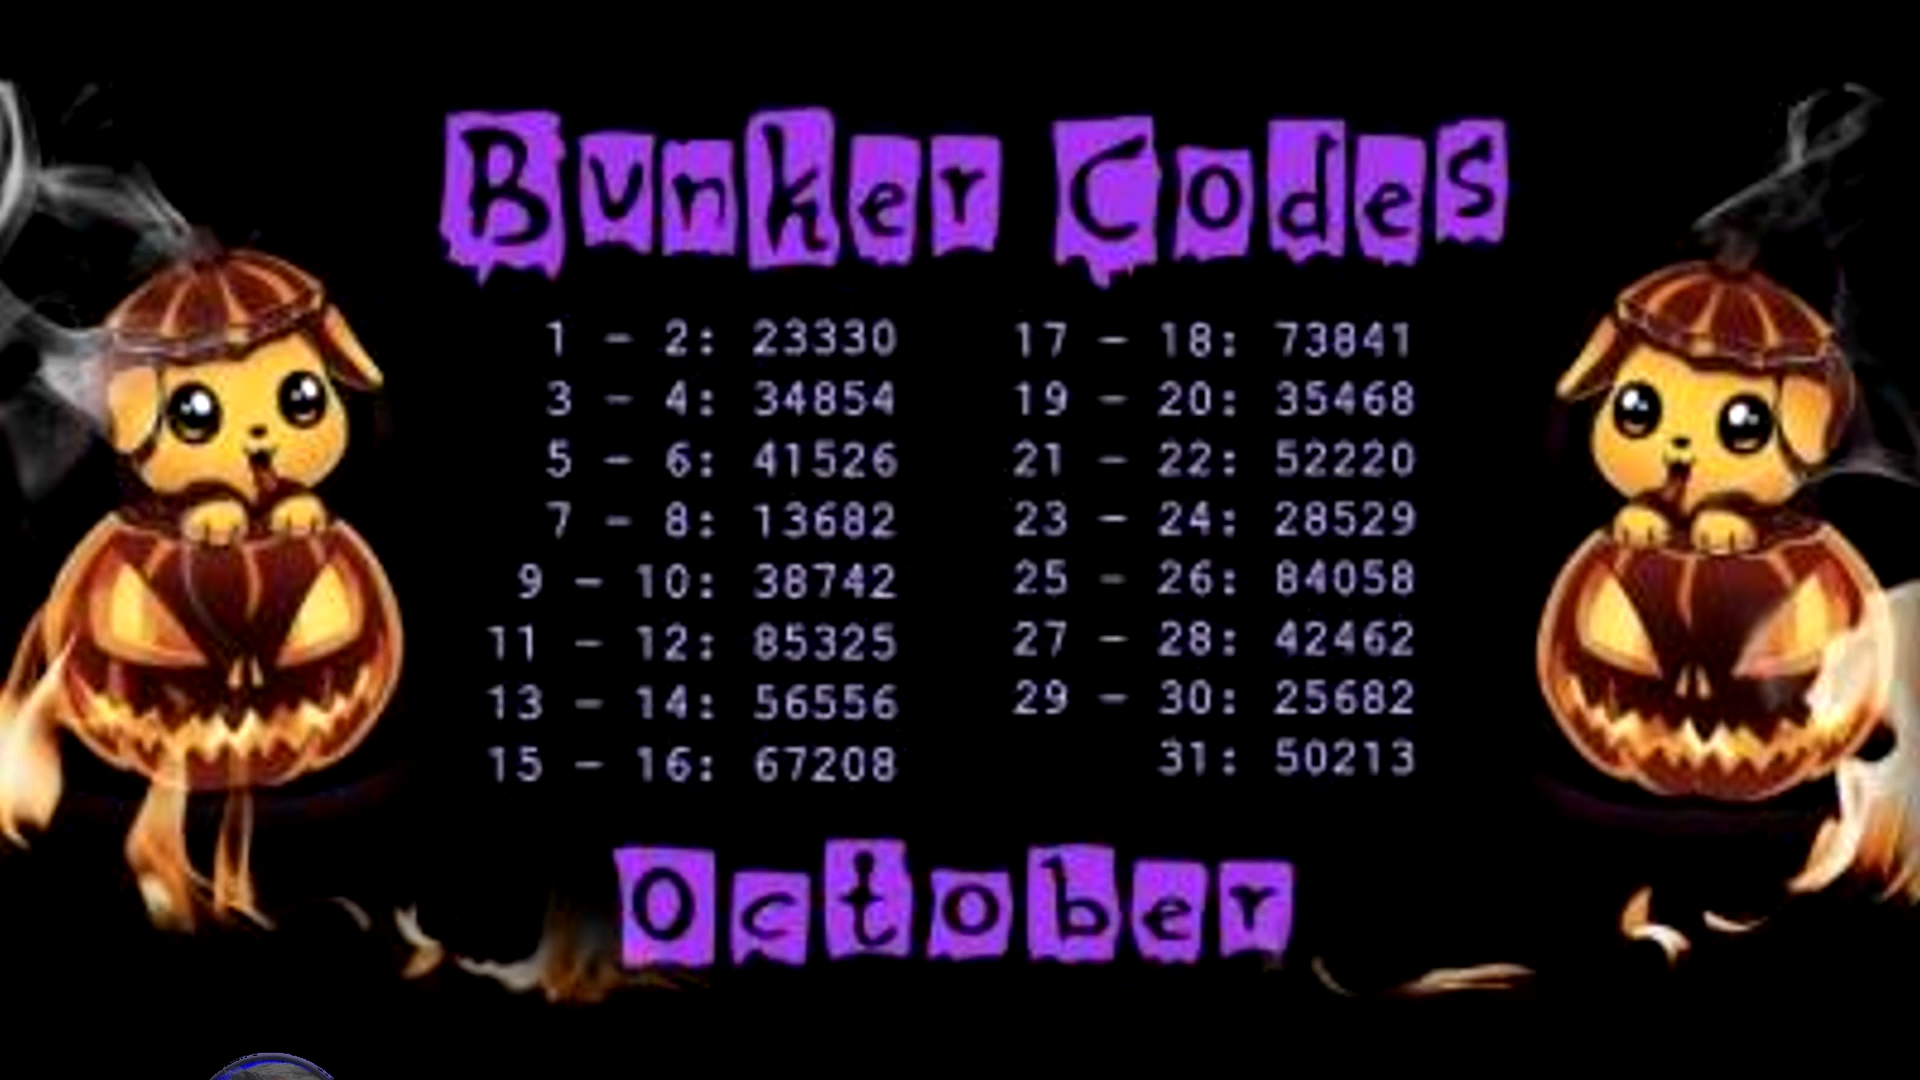 Bunker Codes
1 - 2: 23330
3 - 4: 34854
5 - 6: 41526
7 - 8: 13682
9 - 10: 38742
11 - 12: 85325
13 - 14: 56556
15 - 16: 67208
17 - 18: 73841
19 - 20: 35468
21 - 22: 52220
23 - 24: 28529
25 - 26: 84058
27 - 28: 42462
29 - 30: 25682
31: 50213
October